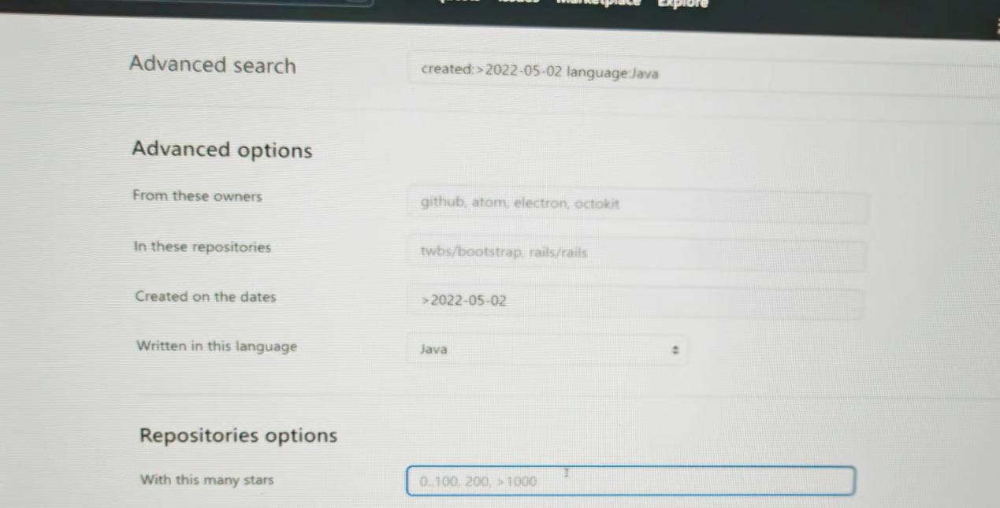 Marketplace Explore
Advanced search created:>2022-05-02 language:Java
Advanced options
From these owners github, atom, electron, octokit
In these repositories twbs/bootstrap, rails/rails
Created on the dates >2022-05-02
Written in this language Java
Repositories options
With this many stars 0..100, 200, >1000